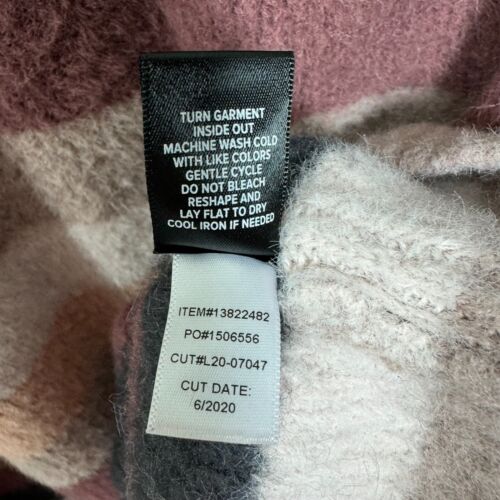 TURN GARMENT
INSIDE OUT
MACHINE WASH COLD
WITH LIKE COLORS
GENTLE CYCLE
DO NOT BLEACH
RESHAPE AND
LAY FLAT TO DRY
COOL IRON IF NEEDED
ITEM#13822482
PO#1506556
CUT#L20-07047
CUT DATE:
6/2020